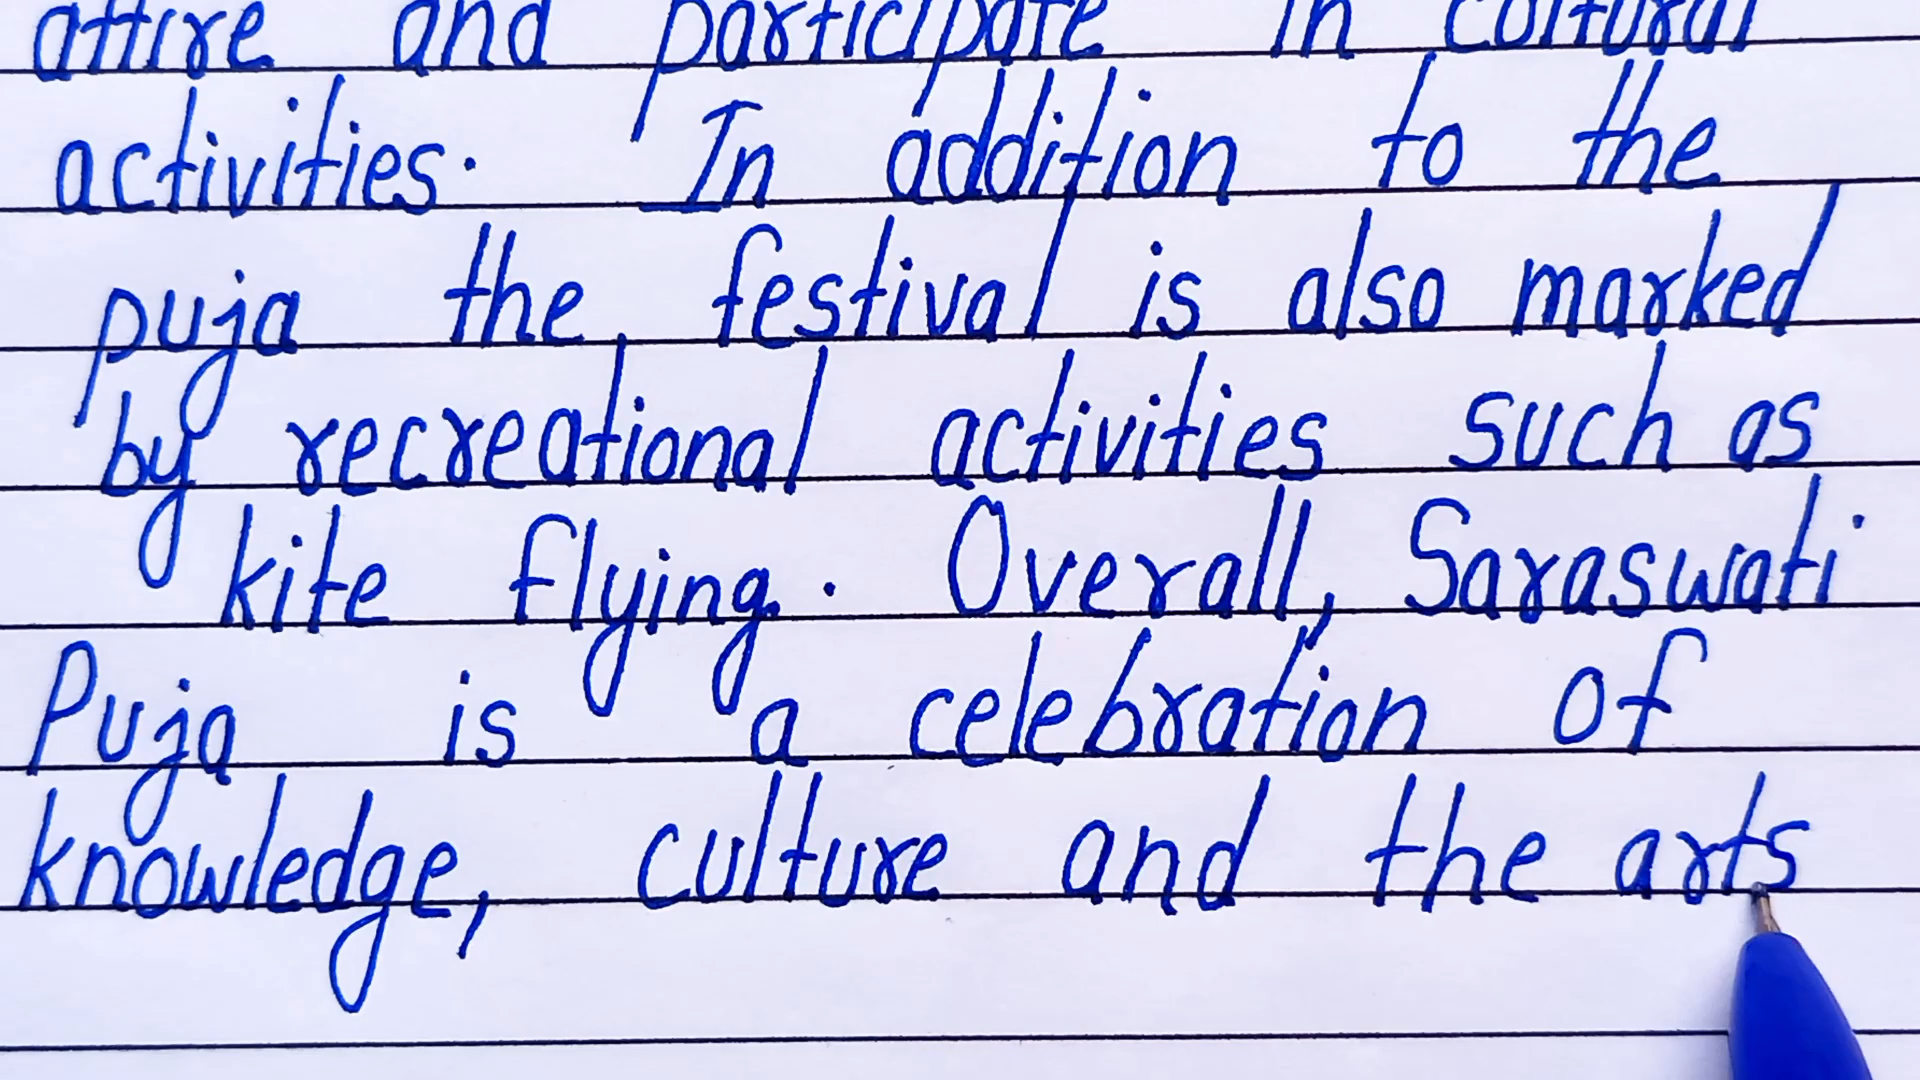 attire and participate in cultural
activities. In addition to the
puja the festival is also marked
by recreational activities such as
kite flying. Overall, Saraswati
Puja is a celebration of
knowledge, culture and the arts